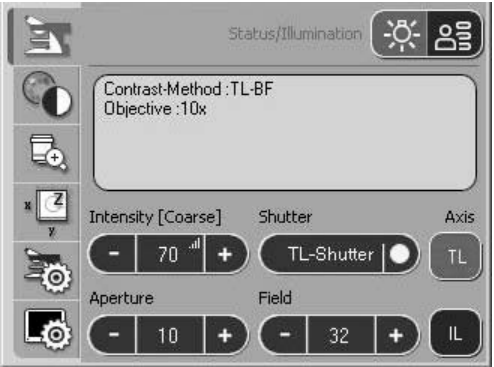 Status/Illumination
Contrast-Method :TL-BF
Objective :10x
x Z
y
Intensity [Coarse] Shutter Axis
- 70 + TL-Shutter TL
Aperture Field
- 10 + - 32 + IL